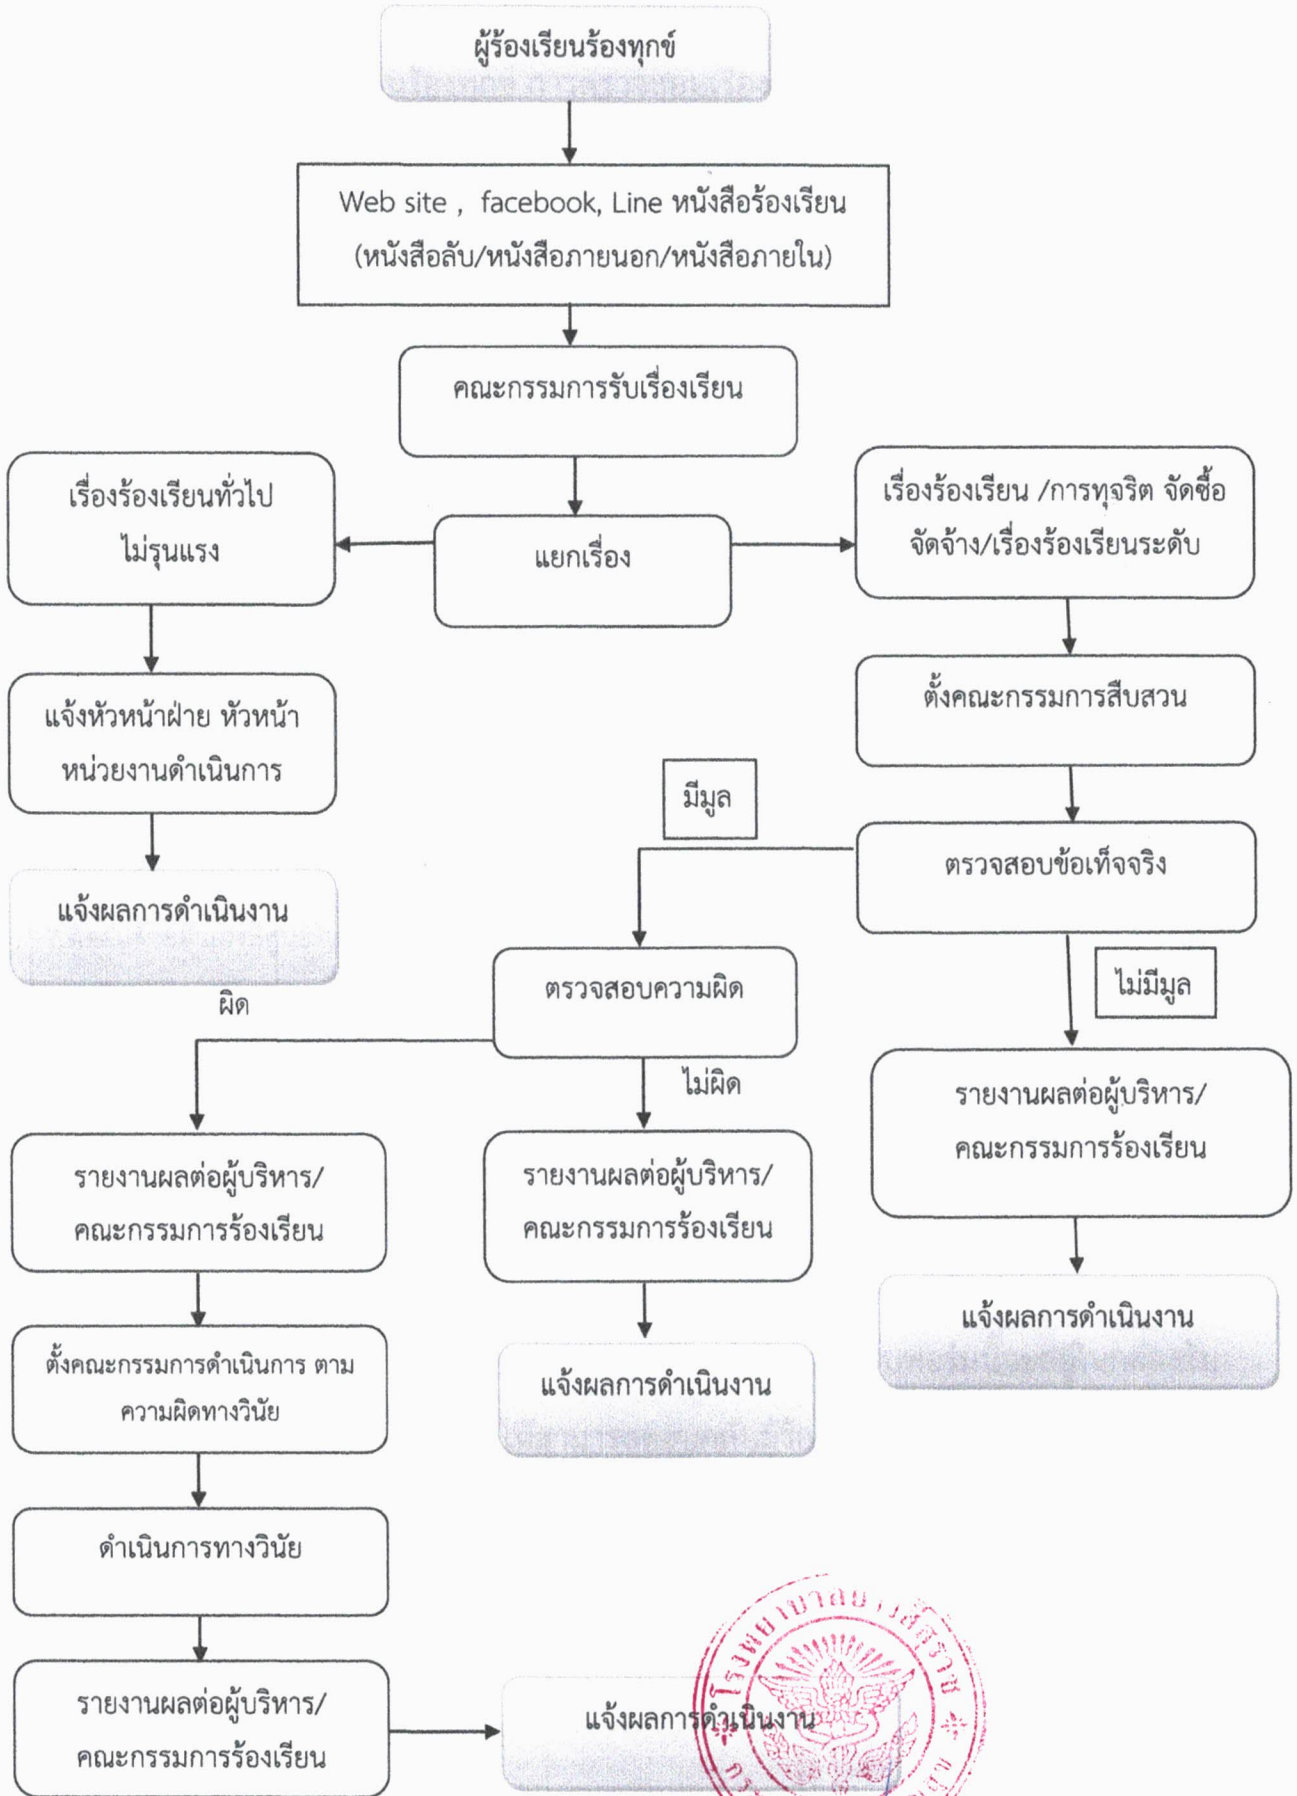 ผู้ร้องเรียนร้องทุกข์
Web site , facebook, Line หนังสือร้องเรียน
(หนังสือลับ/หนังสือภายนอก/หนังสือภายใน)
คณะกรรมการรับเรื่องเรียน
เรื่องร้องเรียนทั่วไป
ไม่รุนแรง
แยกเรื่อง
เรื่องร้องเรียน /การทุจริต จัดซื้อ
จัดจ้าง/เรื่องร้องเรียนระดับ
แจ้งหัวหน้าฝ่าย หัวหน้า
หน่วยงานดำเนินการ
ตั้งคณะกรรมการสืบสวน
มีมูล
ตรวจสอบข้อเท็จจริง
แจ้งผลการดำเนินงาน
ผิด
ตรวจสอบความผิด
ไม่มีมูล
ไม่ผิด
รายงานผลต่อผู้บริหาร/
คณะกรรมการร้องเรียน
รายงานผลต่อผู้บริหาร/
คณะกรรมการร้องเรียน
รายงานผลต่อผู้บริหาร/
คณะกรรมการร้องเรียน
แจ้งผลการดำเนินงาน
ตั้งคณะกรรมการดำเนินการ ตาม
ความผิดทางวินัย
แจ้งผลการดำเนินงาน
ดำเนินการทางวินัย
รายงานผลต่อผู้บริหาร/
คณะกรรมการร้องเรียน
แจ้งผลการดำเนินงาน
โรงพยาบาล